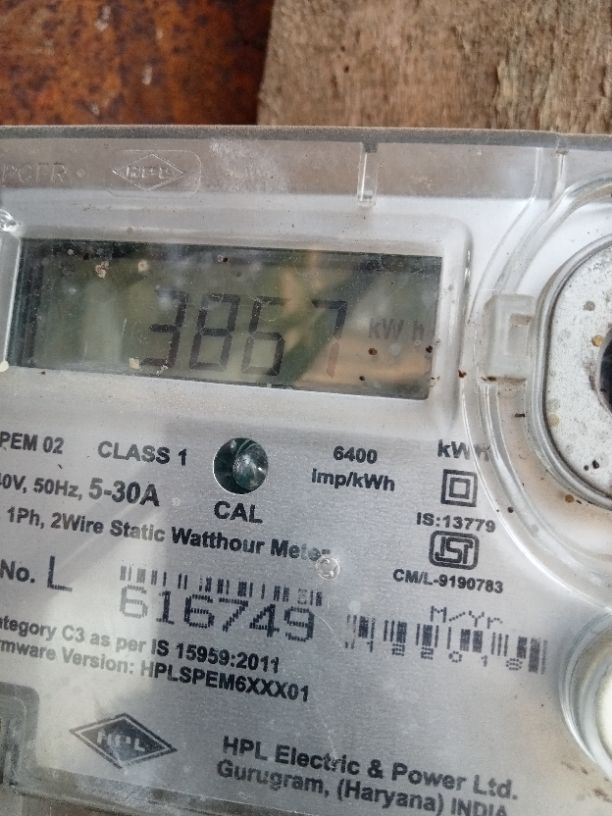 HPL
3867 kWh
PEM 02 CLASS 1 6400 imp/kWh kWh
40V, 50Hz, 5-30A CAL
IS:13779
1Ph, 2Wire Static Watthour Meter
CM/L-9190783
No. L 616749
M/Yr
122018
ategory C3 as per IS 15959:2011
rmware Version: HPLSPEM6XXX01
HPL
HPL Electric & Power Ltd.
Gurugram, (Haryana) INDIA